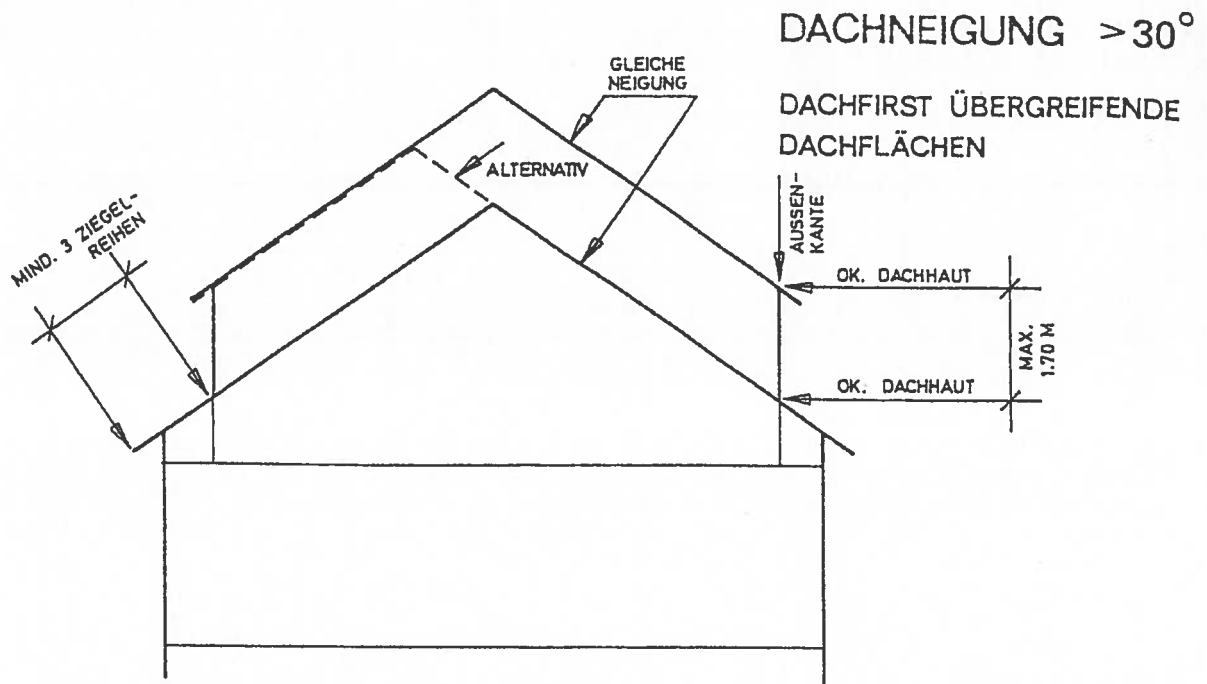 DACHNEIGUNG >30°
DACHFIRST ÜBERGREIFENDE
DACHFLÄCHEN
GLEICHE
NEIGUNG
ALTERNATIV
MIND. 3 ZIEGEL-
REIHEN
AUSSEN-
KANTE
OK. DACHHAUT
MAX.
1.70 M
OK. DACHHAUT